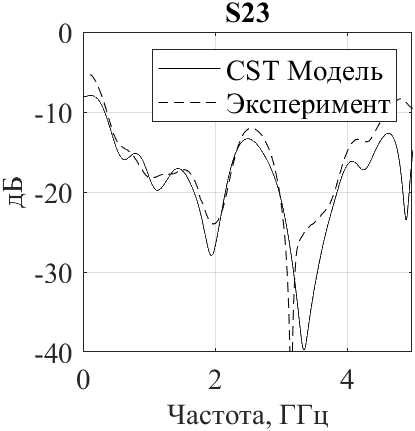 S23
CST Модель
Эксперимент
дБ
0
-10
-20
-30
-40
0 2 4
Частота, ГГц